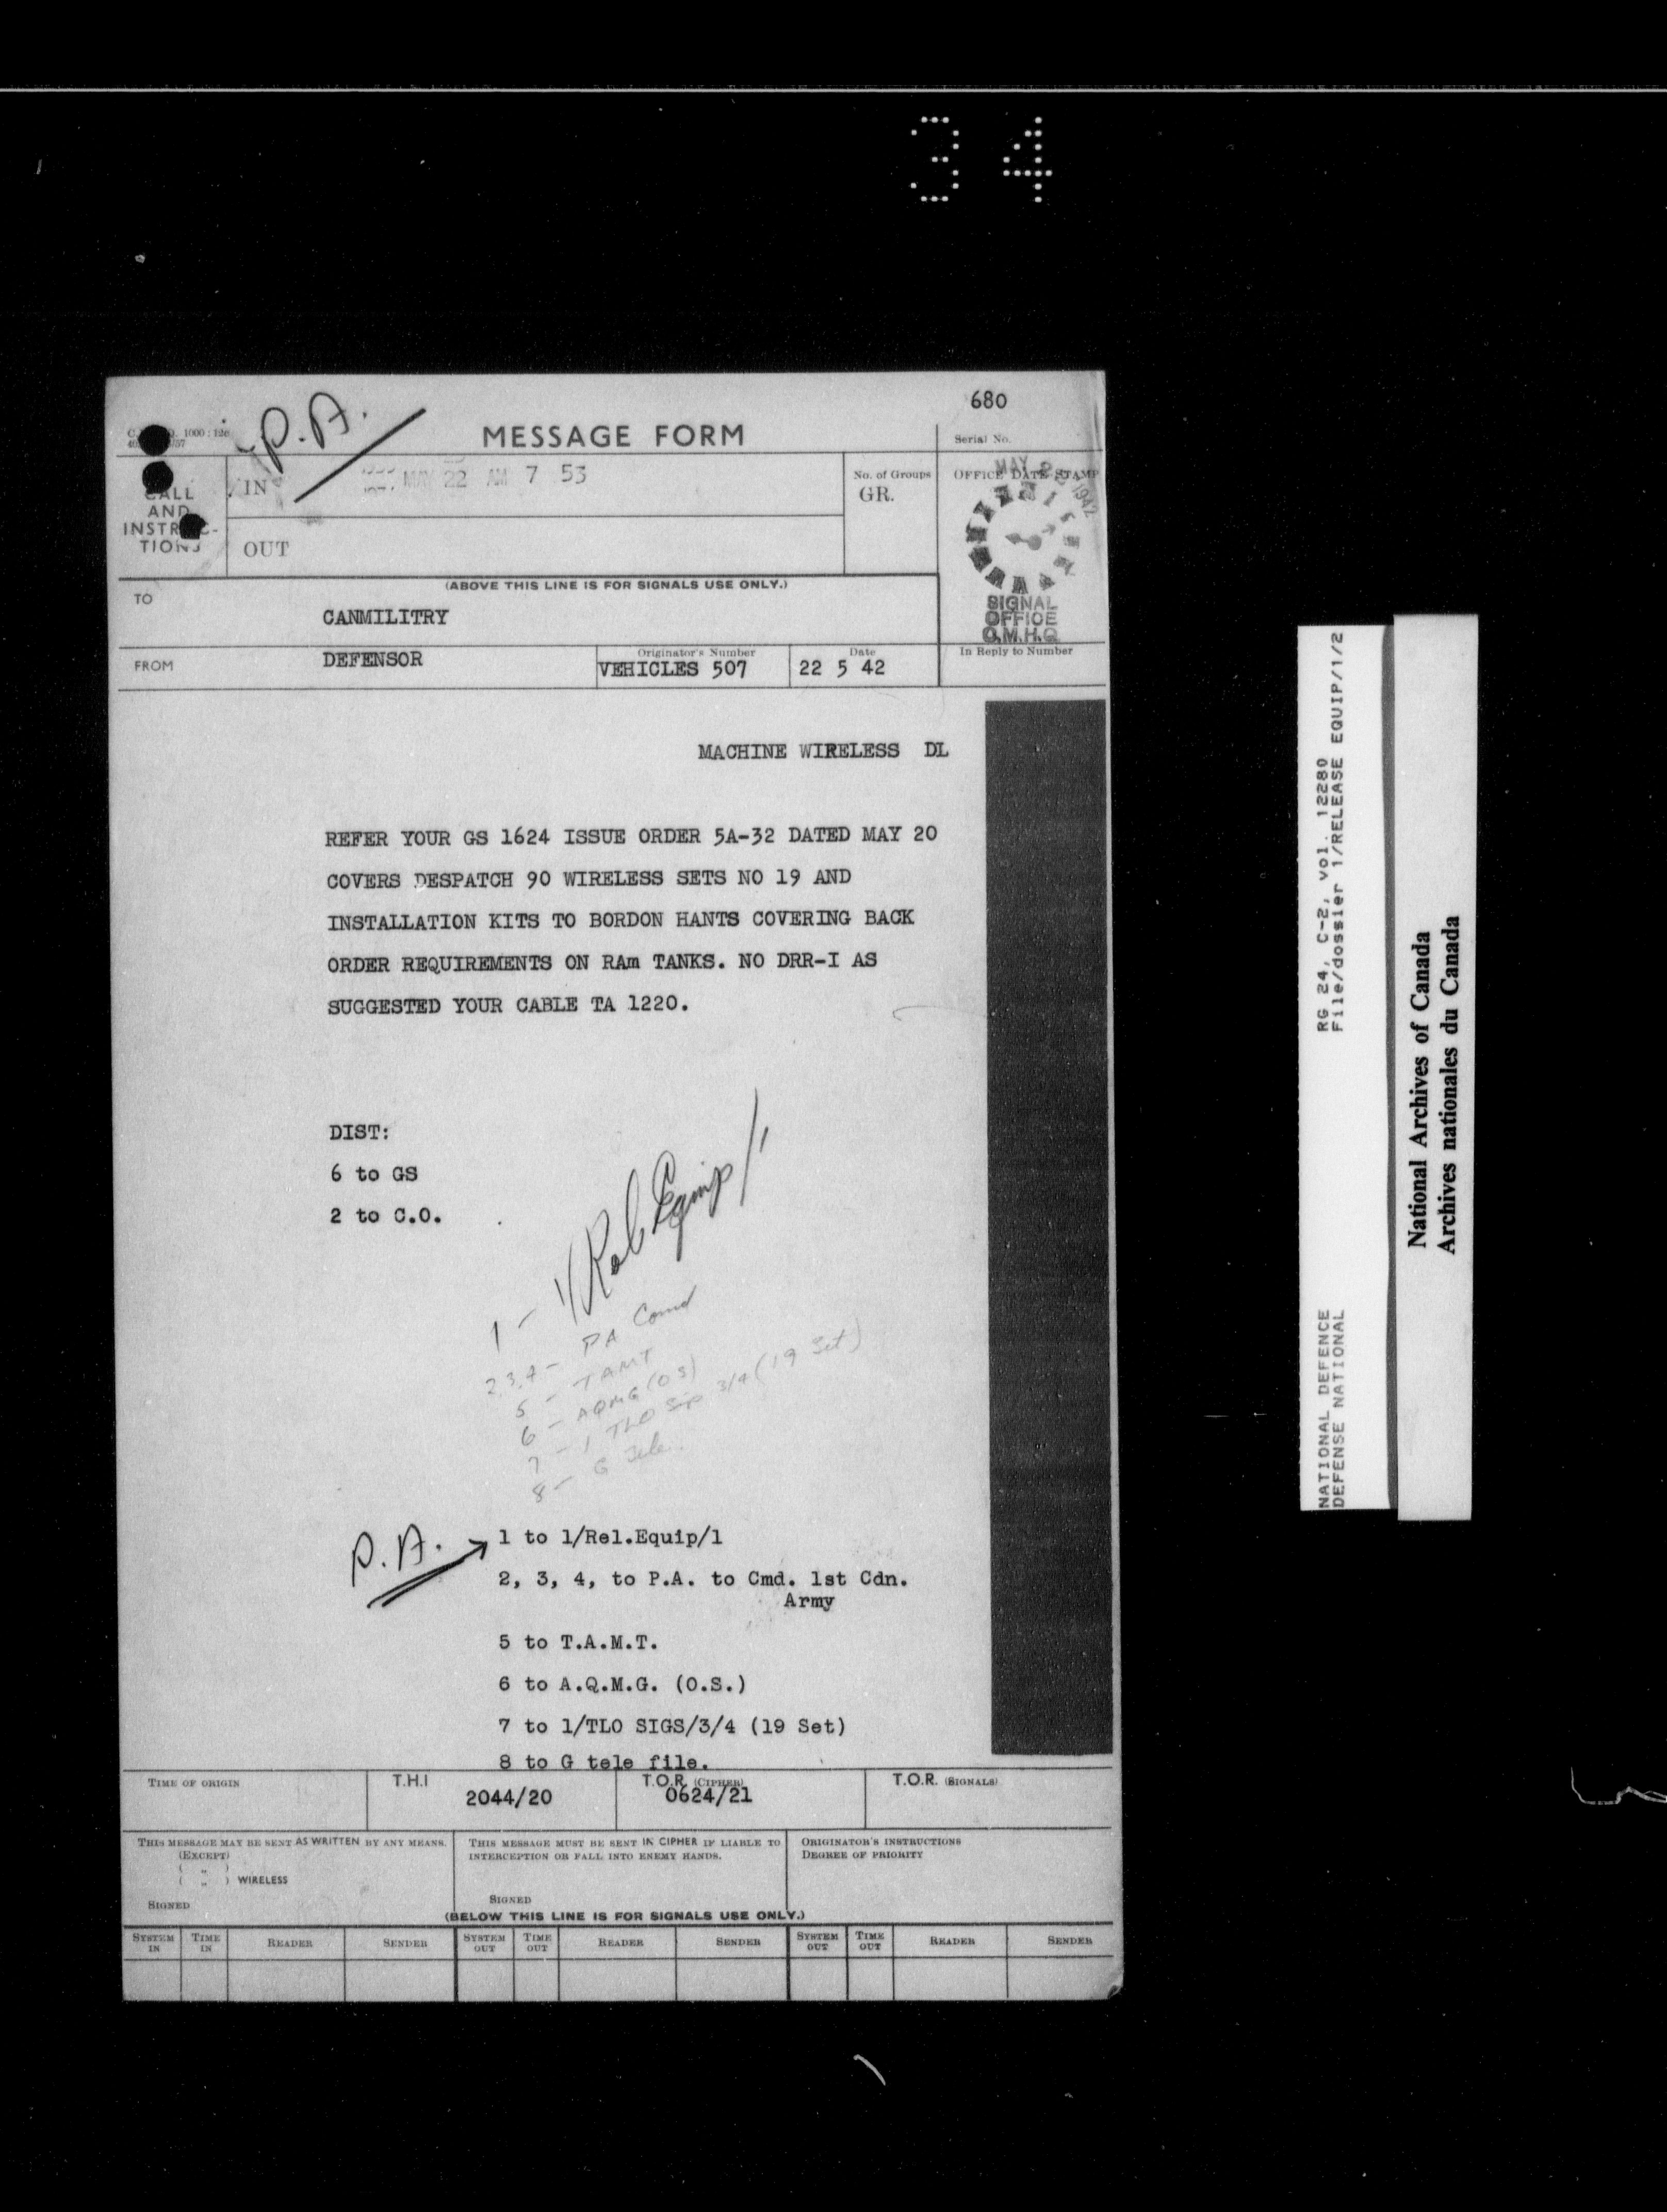 34
680
P.A.
MESSAGE FORM
Serial No.
1000:126
CALL AND INSTRUCTIONS
IN
MAY 22 AM 7 53
No. of Groups
GR.
OFFICE DATE STAMP
MAY 1942
OUT
SIGNAL
OFFICE
C.M.H.Q
(ABOVE THIS LINE IS FOR SIGNALS USE ONLY.)
TO
CANMILITRY
FROM
DEFENSOR
Originator's Number
VEHICLES 507
Date
22 5 42
In Reply to Number
MACHINE WIRELESS DL
REFER YOUR GS 1624 ISSUE ORDER 5A-32 DATED MAY 20
COVERS DESPATCH 90 WIRELESS SETS NO 19 AND
INSTALLATION KITS TO BORDON HANTS COVERING BACK
ORDER REQUIREMENTS ON RAm TANKS. NO DRR-I AS
SUGGESTED YOUR CABLE TA 1220.
DIST:
6 to GS
2 to C.O.
1 - 1/Rel Equip/1
2,3,4 - PA Comd
5 - TAMT
6 - AQMG (OS)
7 - 1 TLO Sig 3/4 (19 Set)
8 - G tele
P.A.
1 to 1/Rel.Equip/1
2, 3, 4, to P.A. to Cmd. 1st Cdn.
Army
5 to T.A.M.T.
6 to A.Q.M.G. (O.S.)
7 to 1/TLO SIGS/3/4 (19 Set)
8 to G tele file.
TIME OF ORIGIN
T.H.I
2044/20
T.O.R. (CIPHER)
0624/21
T.O.R. (SIGNALS)
THIS MESSAGE MAY BE SENT AS WRITTEN BY ANY MEANS.
(EXCEPT)
( " )
( " ) WIRELESS
SIGNED
THIS MESSAGE MUST BE SENT IN CIPHER IF LIABLE TO
INTERCEPTION OR FALL INTO ENEMY HANDS.
SIGNED
ORIGINATOR'S INSTRUCTIONS
DEGREE OF PRIORITY
(BELOW THIS LINE IS FOR SIGNALS USE ONLY.)
SYSTEM IN TIME IN READER SENDER SYSTEM OUT TIME OUT READER SENDER SYSTEM OUT TIME OUT READER SENDER
NATIONAL DEFENCE RG 24, C-2, vol. 12280
DEFENSE NATIONAL File/dossier 1/RELEASE EQUIP/1/2
National Archives of Canada
Archives nationales du Canada